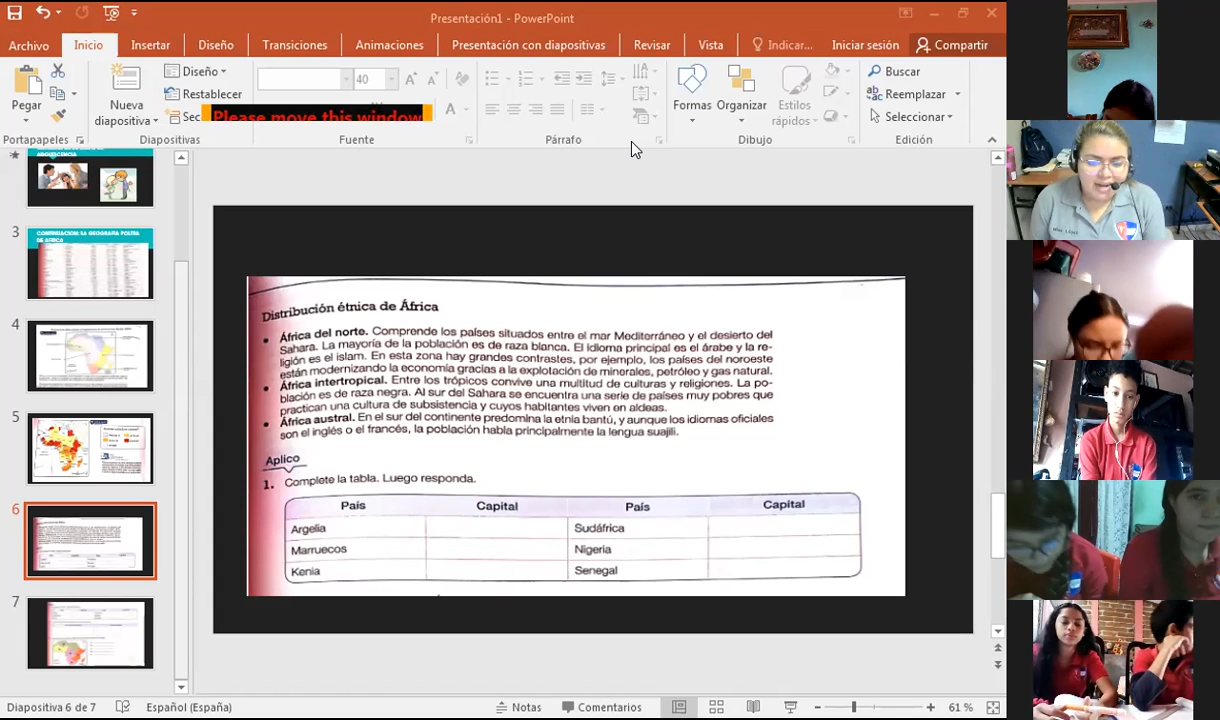 Presentación1 - PowerPoint
Archivo
Inicio
Insertar
Diseño
Transiciones
Animaciones
Presentación con diapositivas
Revisar
Vista
Indicar...
Iniciar sesión
Compartir
Pegar
Nueva
diapositiva
Diseño
Restablecer
Sec
40
Please move this window
Formas
Organizar
Estilos
rápidos
Buscar
Reemplazar
Seleccionar
Portapapeles
Diapositivas
Fuente
Párrafo
Dibujo
Edición
3
4
5
6
7
Distribución étnica de África
• África del norte. Comprende los países situados entre el mar Mediterráneo y el desierto del
Sahara. La mayoría de la población es de raza blanca. El idioma principal es el árabe y la re-
ligión es el islam. En esta zona hay grandes contrastes, por ejemplo, los países del noroeste
están modernizando la economía gracias a la explotación de minerales, petróleo y gas natural.
• África intertropical. Entre los trópicos convive una multitud de culturas y religiones. La po-
blación es de raza negra. Al sur del Sahara se encuentra una serie de países muy pobres que
practican una cultura de subsistencia y cuyos habitantes viven en aldeas.
• África austral. En el sur del continente predomina la etnia bantú, y aunque los idiomas oficiales
son el inglés o el francés, la población habla principalmente la lengua suajili.
Aplico
1. Complete la tabla. Luego responda.
País Capital País Capital
Argelia Sudáfrica
Marruecos Nigeria
Kenia Senegal
Diapositiva 6 de 7
Español (España)
Notas
Comentarios
61 %